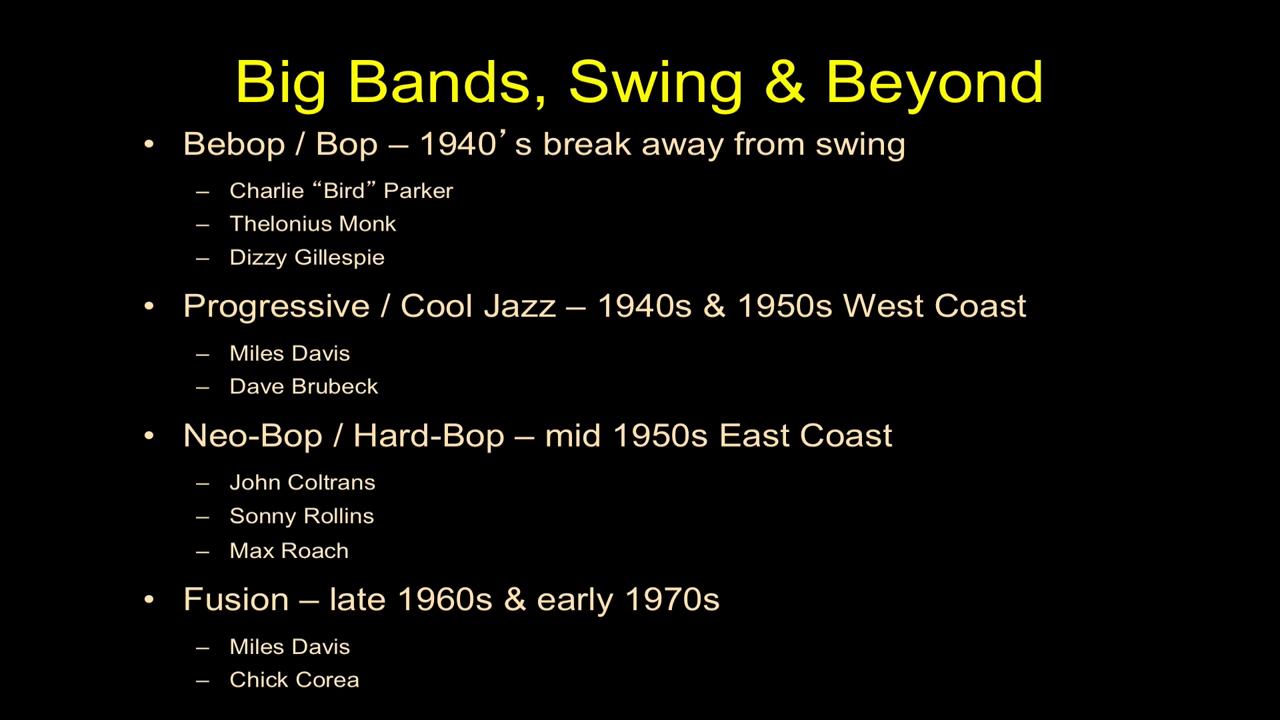 Big Bands, Swing & Beyond
• Bebop / Bop – 1940’s break away from swing
– Charlie “Bird” Parker
– Thelonius Monk
– Dizzy Gillespie
• Progressive / Cool Jazz – 1940s & 1950s West Coast
– Miles Davis
– Dave Brubeck
• Neo-Bop / Hard-Bop – mid 1950s East Coast
– John Coltrans
– Sonny Rollins
– Max Roach
• Fusion – late 1960s & early 1970s
– Miles Davis
– Chick Corea